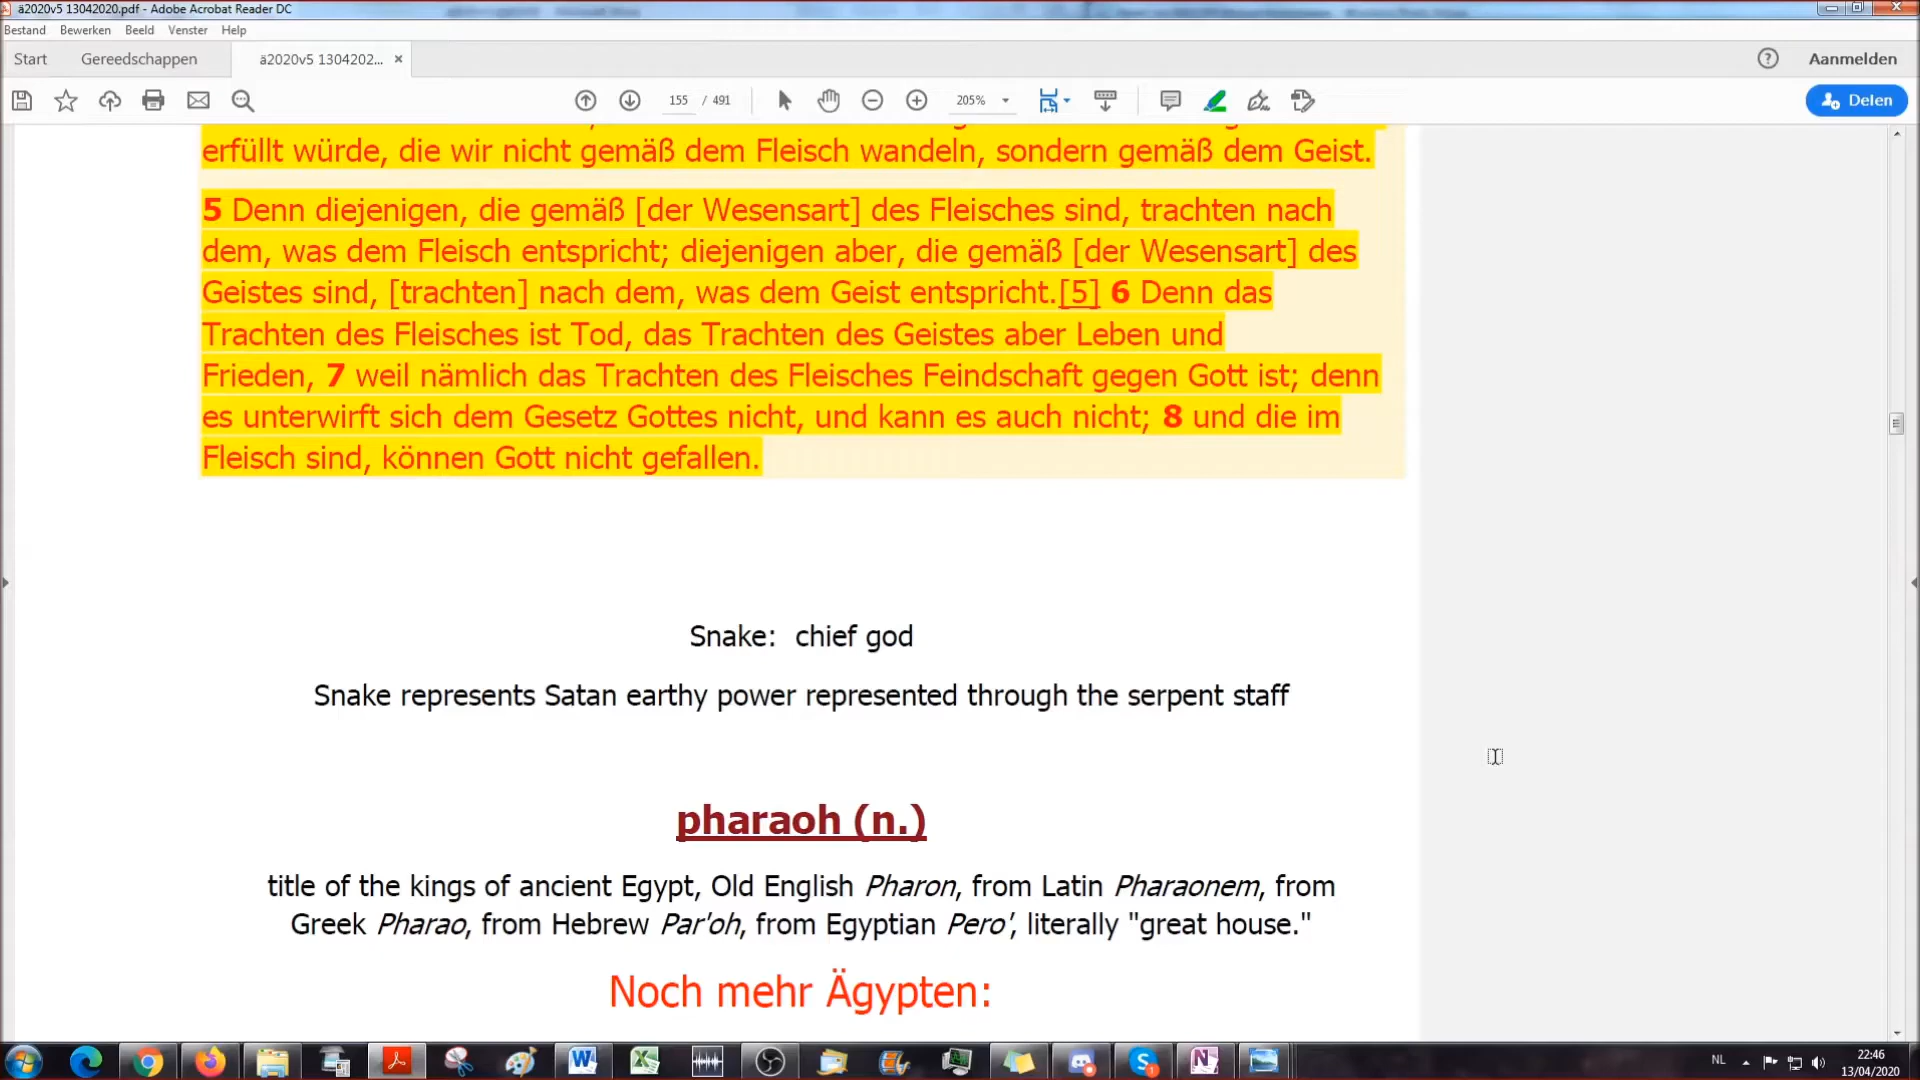 ä2020v5 13042020.pdf - Adobe Acrobat Reader DC
Bestand Bewerken Beeld Venster Help
Start Gereedschappen ä2020v5 1304202... × Aanmelden
155 / 491 205% Delen
erfüllt würde, die wir nicht gemäß dem Fleisch wandeln, sondern gemäß dem Geist.
5 Denn diejenigen, die gemäß [der Wesensart] des Fleisches sind, trachten nach
dem, was dem Fleisch entspricht; diejenigen aber, die gemäß [der Wesensart] des
Geistes sind, [trachten] nach dem, was dem Geist entspricht.[5] 6 Denn das
Trachten des Fleisches ist Tod, das Trachten des Geistes aber Leben und
Frieden, 7 weil nämlich das Trachten des Fleisches Feindschaft gegen Gott ist; denn
es unterwirft sich dem Gesetz Gottes nicht, und kann es auch nicht; 8 und die im
Fleisch sind, können Gott nicht gefallen.
Snake: chief god
Snake represents Satan earthy power represented through the serpent staff
pharaoh (n.)
title of the kings of ancient Egypt, Old English Pharon, from Latin Pharaonem, from
Greek Pharao, from Hebrew Par'oh, from Egyptian Pero', literally "great house."
Noch mehr Ägypten:
NL 22:46
13/04/2020